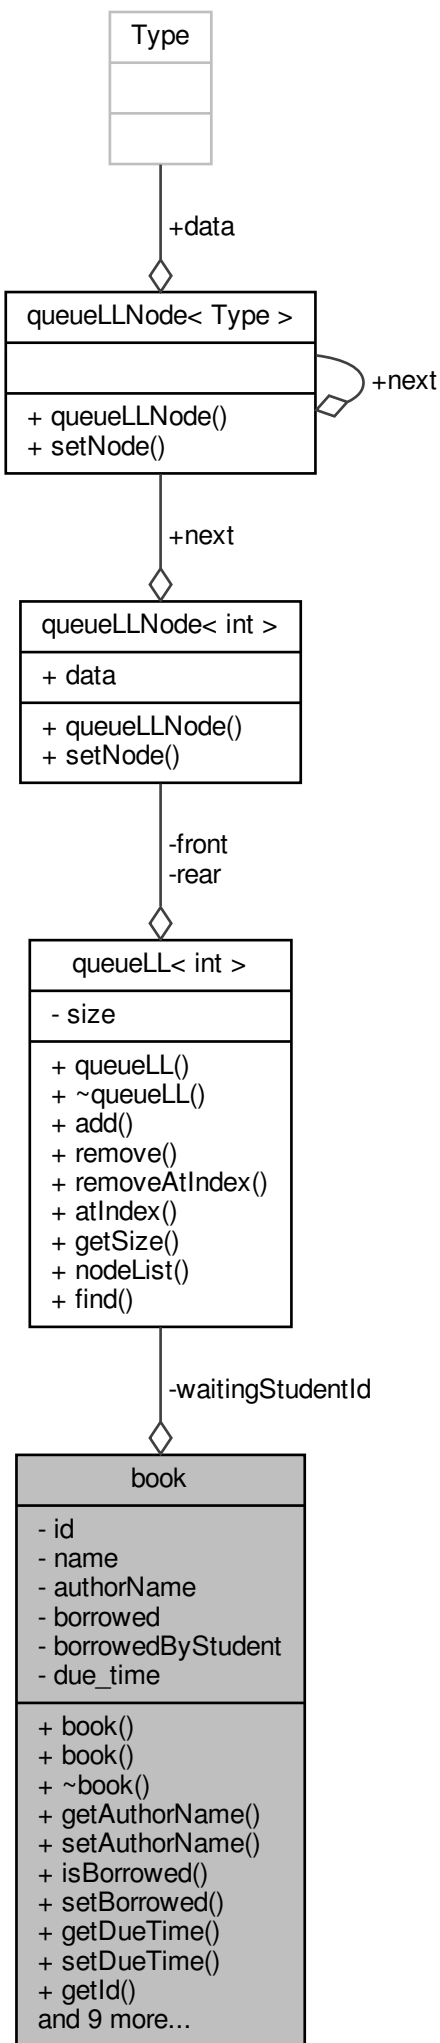 Type
+data
queueLLNode< Type >
+next
+ queueLLNode()
+ setNode()
+next
queueLLNode< int >
+ data
+ queueLLNode()
+ setNode()
-front
-rear
queueLL< int >
- size
+ queueLL()
+ ~queueLL()
+ add()
+ remove()
+ removeAtIndex()
+ atIndex()
+ getSize()
+ nodeList()
+ find()
-waitingStudentId
book
- id
- name
- authorName
- borrowed
- borrowedByStudent
- due_time
+ book()
+ book()
+ ~book()
+ getAuthorName()
+ setAuthorName()
+ isBorrowed()
+ setBorrowed()
+ getDueTime()
+ setDueTime()
+ getId()
and 9 more...